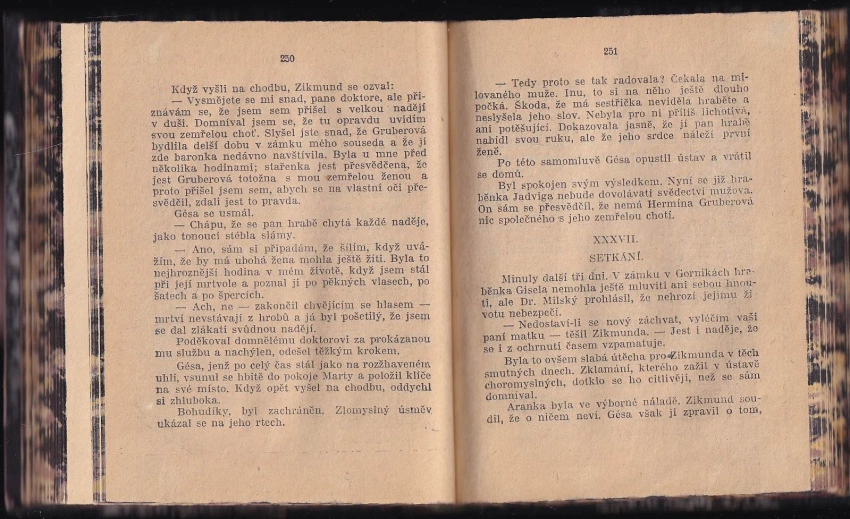 250
Když vyšli na chodbu, Zikmund se ozval:
— Vysmějete se mi snad, pane doktore, ale při-
znávám se, že jsem sem přišel s velkou nadějí
v duši. Domníval jsem se, že tu opravdu uvidím
svou zemřelou choť. Slyšel jste snad, že Gruberová
bydlila delší dobu v zámku mého souseda a že ji
zde baronka nedávno navštívila. Byla u mne před
několika hodinami; stařenka jest přesvědčena, že
jest Gruberová totožna s mou zemřelou ženou a
proto přišel jsem sem, abych se na vlastní oči pře-
svědčil, zdali jest to pravda.
Gésa se usmál.
— Chápu, že se pan hrabě chytá každé naděje,
jako tonoucí stébla slámy.
— Ano, sám si připadám, že šílím, když uvá-
žím, že by má ubohá žena mohla ještě žíti. Byla to
nejhroznější hodina v mém životě, když jsem stál
při její mrtvole a poznal ji po pěkných vlasech, po
šatech a po špercích.
— Ach, ne — zakončil chvějícím se hlasem —
mrtví nevstávají z hrobů a já byl pošetilý, že jsem
se dal zlákati svůdnou nadějí.
Poděkoval domnělému doktorovi za prokázanou
mu službu a nachýlen, odešel těžkým krokem.
Gésa, jenž po celý čas stál jako na rozžhaveném
uhlí, vsunul se hbitě do pokoje Marty a položil klíče
na své místo. Když opět vyšel na chodbu, oddychl
si zhluboka.
Bohudíky, byl zachráněn. Zlomyslný úsměv
ukázal se na jeho rtech.
251
— Tedy proto se tak radovala? Čekala na mi-
lovaného muže. Inu, to si na něho ještě dlouho
počká. Škoda, že má sestřička neviděla hraběte a
neslyšela jeho slov. Nebyla pro ni příliš lichotivá,
ani potěšující. Dokazovala jasně, že jí pan hrabě
nabídl svou ruku, ale že jeho srdce náleží první
ženě.
Po této samomluvě Gésa opustil ústav a vrátil
se domů.
Byl spokojen svým výsledkem. Nyní se již hra-
běnka Jadviga nebude dovolávati svědectví mužova.
On sám se přesvědčil, že nemá Hermína Gruberová
nic společného s jeho zemřelou chotí.
XXXVII.
SETKÁNÍ.
Minuly další tři dni. V zámku v Gernikách hra-
běnka Gisela nemohla ještě mluviti ani sebou hnou-
ti, ale Dr. Milský prohlásil, že nehrozí jejímu ži-
votu nebezpečí.
— Nedostaví-li se nový záchvat, vyléčím vaši
paní matku — těšil Zikmunda. — Jest i naděje, že
se i z ochrnutí časem vzpamatuje.
Byla to ovšem slabá útěcha pro Zikmunda v těch
smutných dnech. Zklamání, kterého zažil v ústavě
choromyslných, dotklo se ho citlivěji, než se sám
domníval.
Aranka byla ve výborné náladě. Zikmund sou-
dil, že o ničem neví. Gésa však ji zpravil o tom,